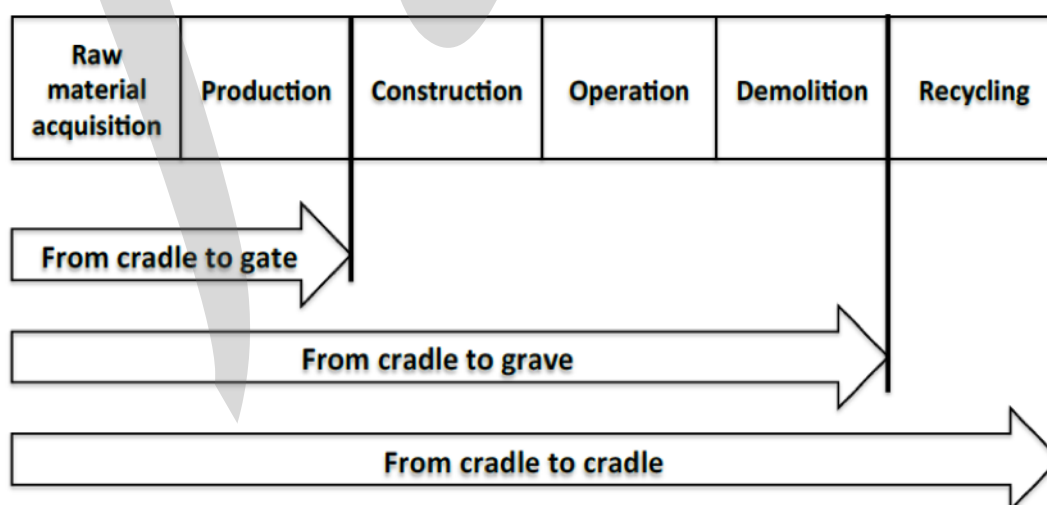 Raw
material
acquisition
Production
Construction
Operation
Demolition
Recycling
From cradle to gate
From cradle to grave
From cradle to cradle